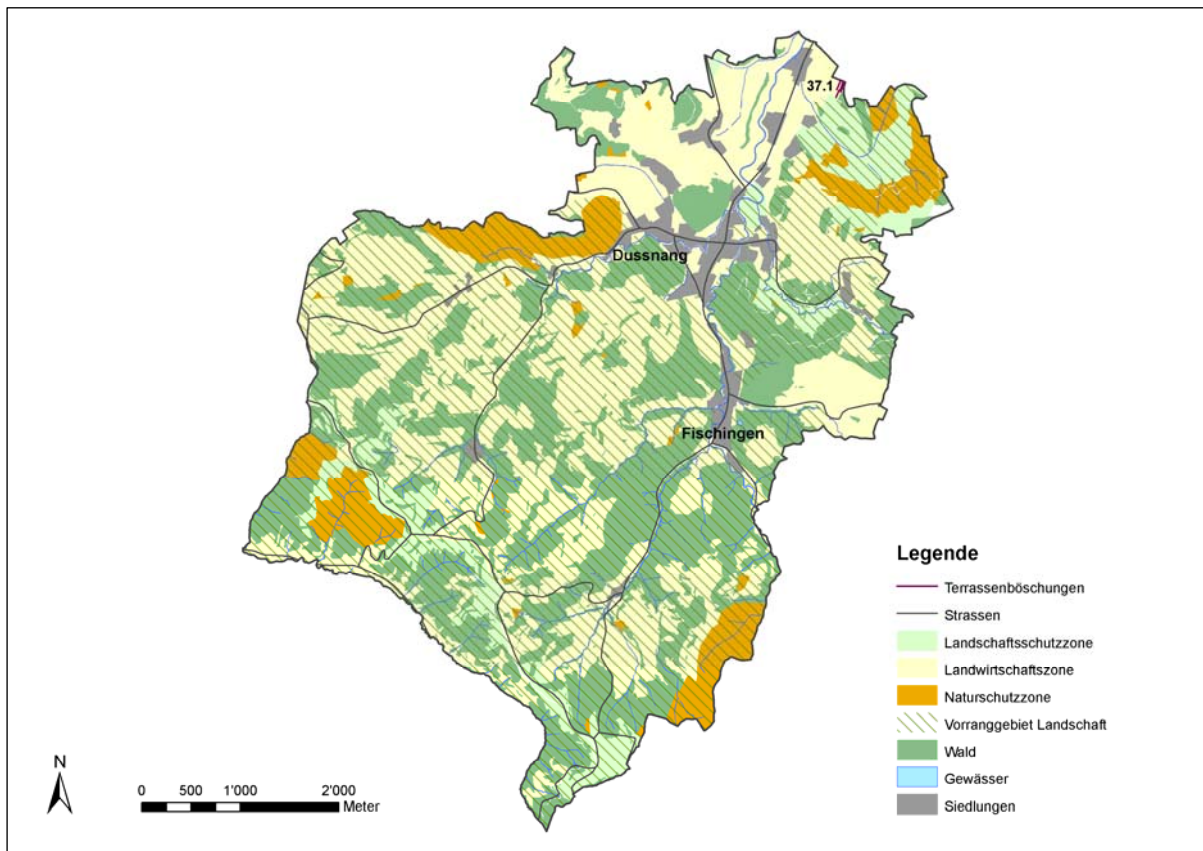 37.1
Dussnang
Fischingen
Legende
Terrassenböschungen
Strassen
Landschaftsschutzzone
Landwirtschaftszone
Naturschutzzone
Vorranggebiet Landschaft
Wald
Gewässer
Siedlungen
N
0 500 1'000 2'000
Meter